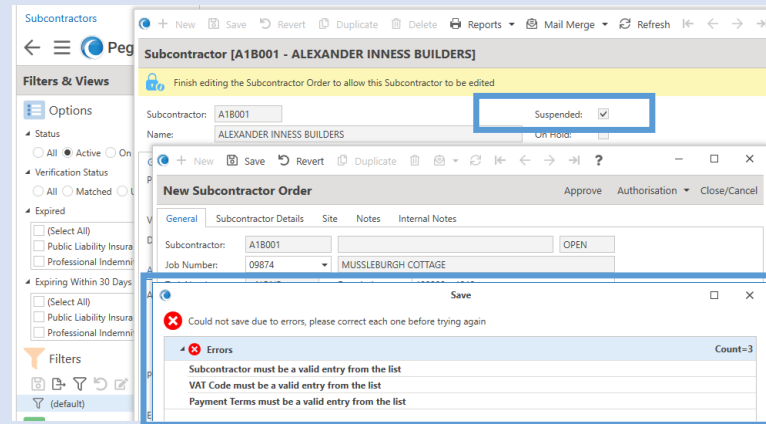 Subcontractors
Peg
Filters & Views
Options
Status
All Active On
Verification Status
All Matched
Expired
(Select All)
Public Liability Insura
Professional Indemni
Expiring Within 30 Days
(Select All)
Public Liability Insura
Professional Indemni
Filters
(default)
+ New Save Revert Duplicate Delete Reports Mail Merge Refresh
Subcontractor [A1B001 - ALEXANDER INNESS BUILDERS]
Finish editing the Subcontractor Order to allow this Subcontractor to be edited
Subcontractor: A1B001 Suspended:
Name: ALEXANDER INNESS BUILDERS On Hold:
+ New Save Revert Duplicate ?
New Subcontractor Order Approve Authorisation Close/Cancel
General Subcontractor Details Site Notes Internal Notes
Subcontractor: A1B001 OPEN
Job Number: 09874 MUSSLEBURGH COTTAGE
Save
Could not save due to errors, please correct each one before trying again
Errors Count=3
Subcontractor must be a valid entry from the list
VAT Code must be a valid entry from the list
Payment Terms must be a valid entry from the list